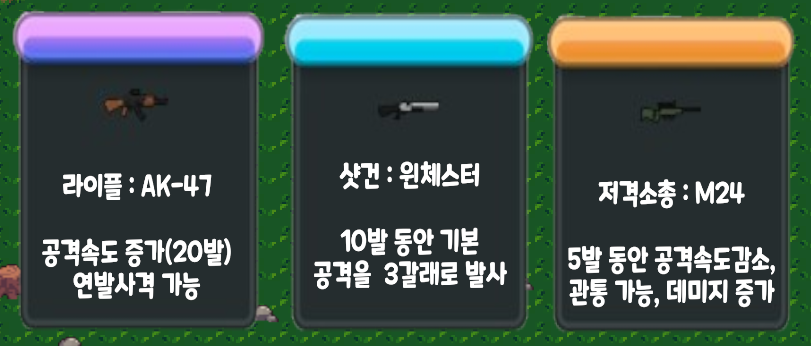 라이플 : AK-47
공격속도 증가(20발)
연발사격 가능
샷건 : 윈체스터
10발 동안 기본
공격을 3갈래로 발사
저격소총 : M24
5발 동안 공격속도감소,
관통 가능, 데미지 증가